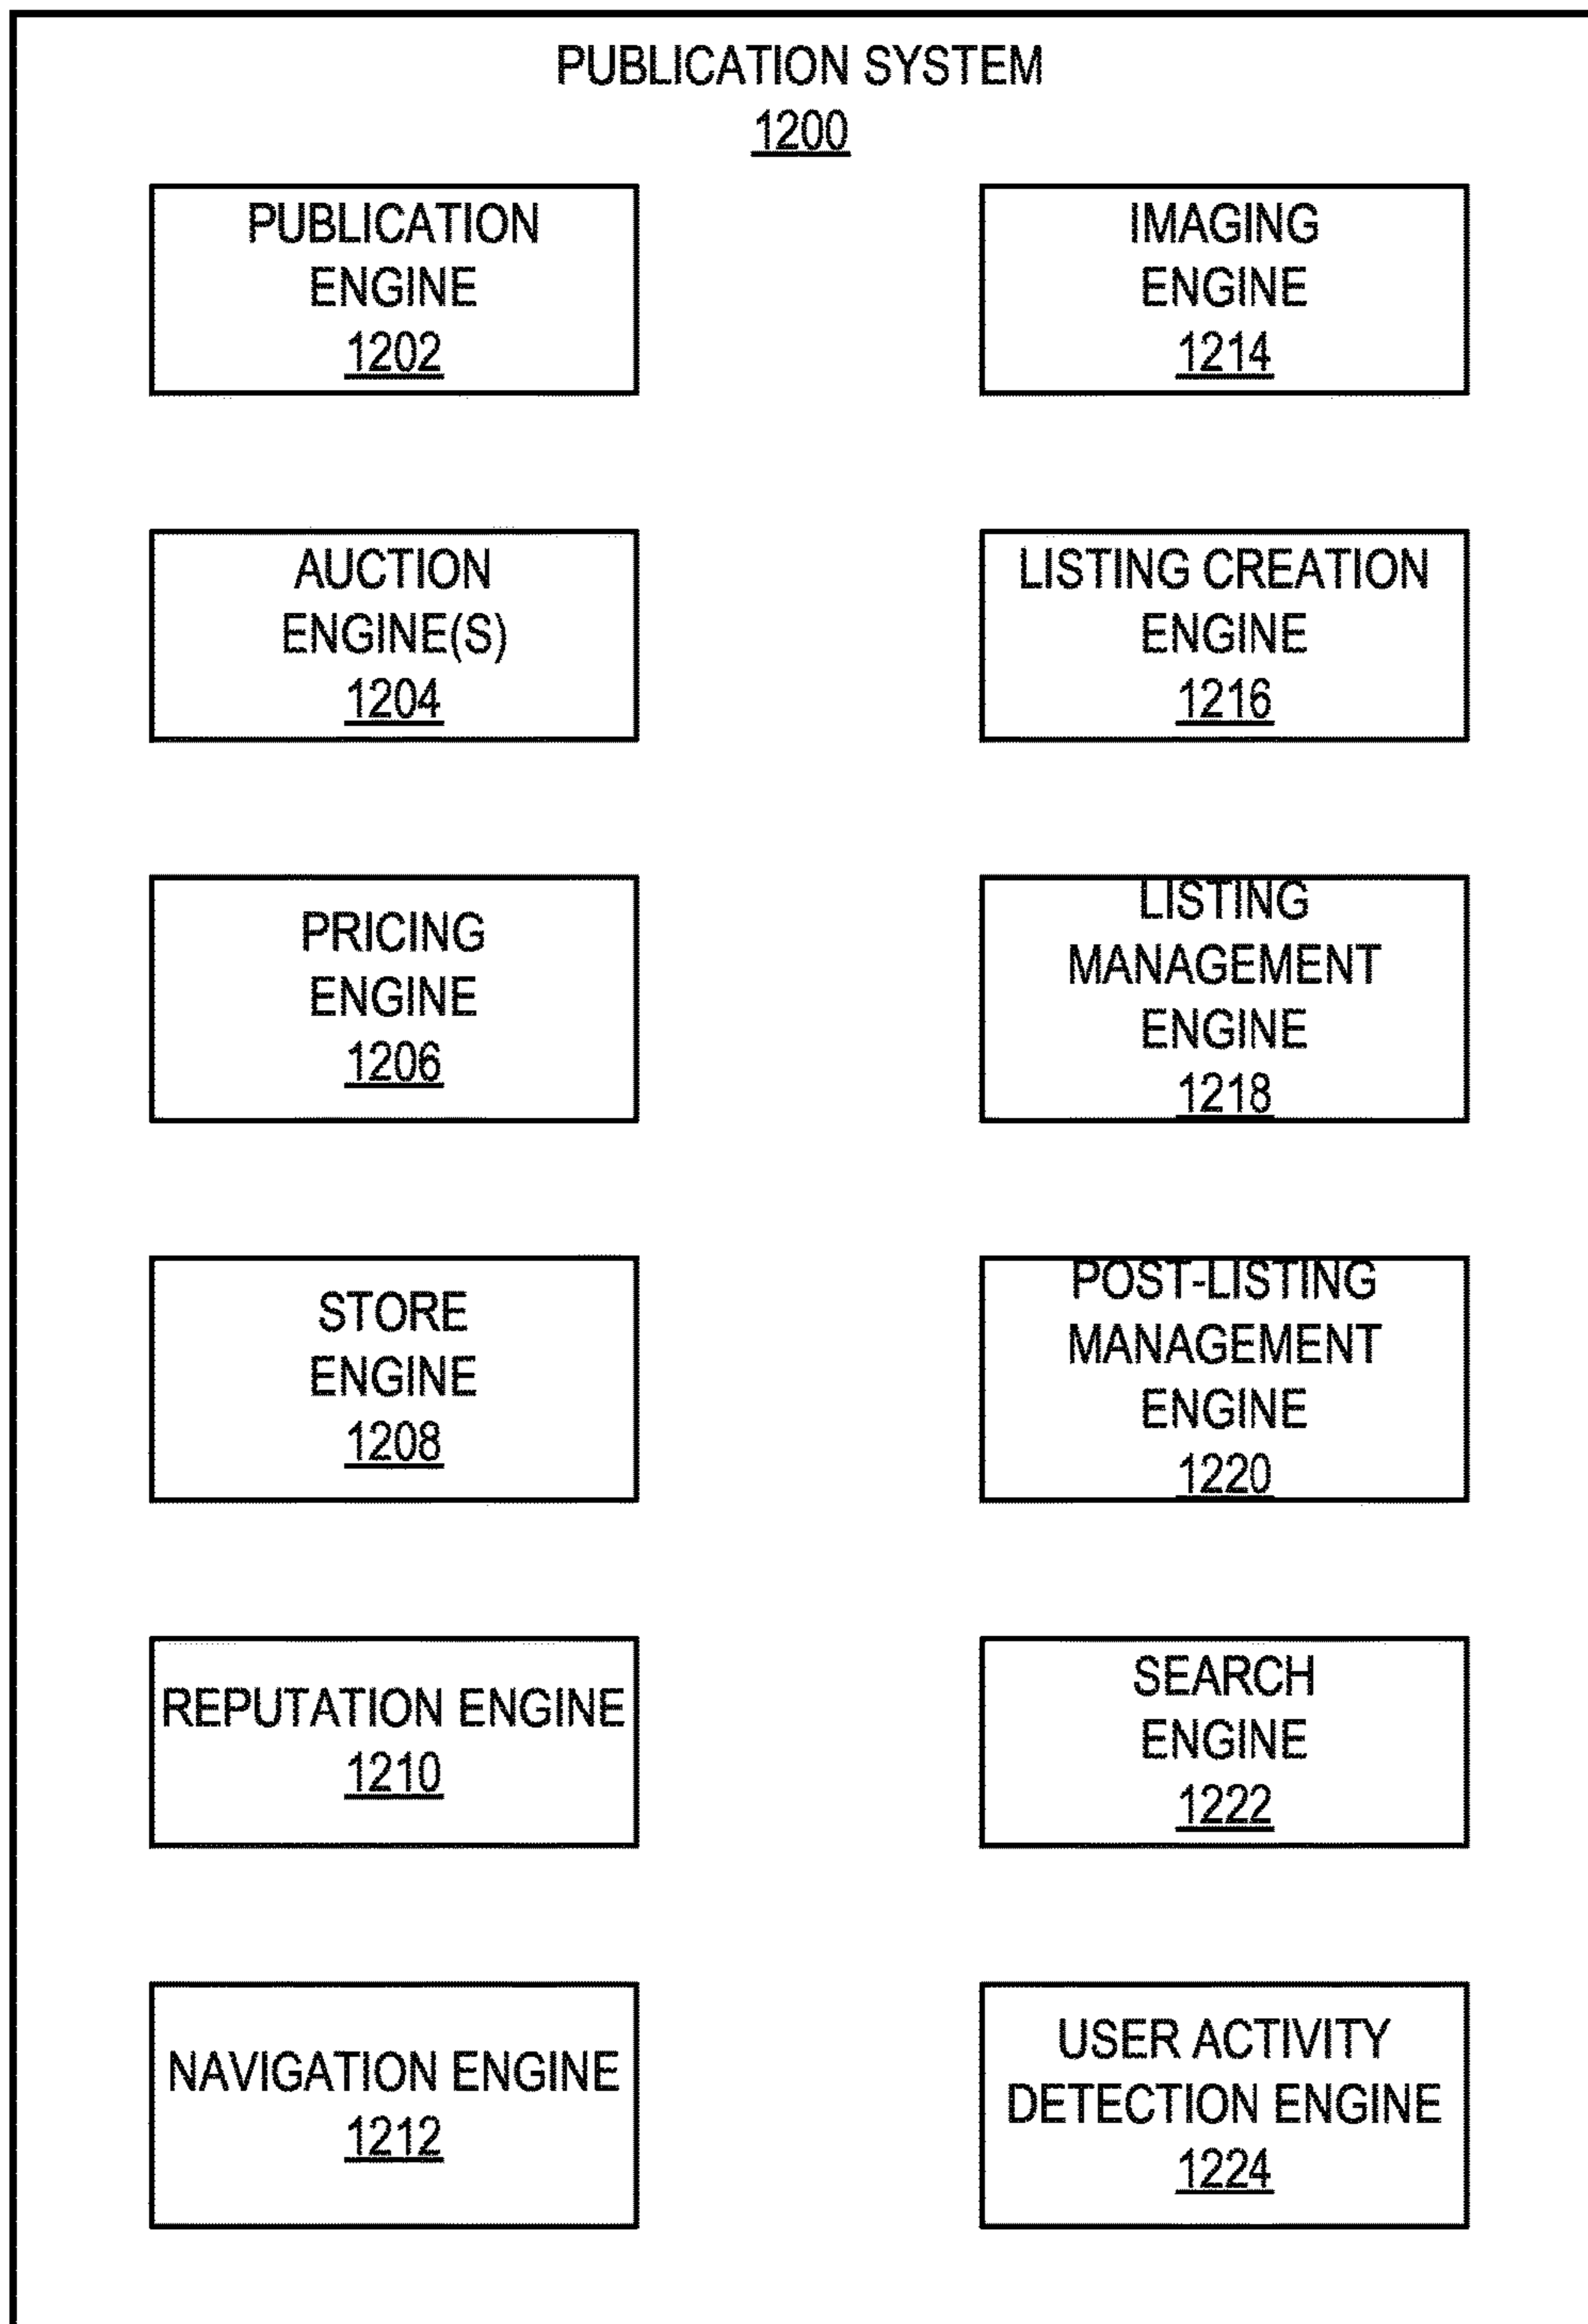 PUBLICATION SYSTEM
1200
PUBLICATION
ENGINE
1202
IMAGING
ENGINE
1214
AUCTION
ENGINE(S)
1204
LISTING CREATION
ENGINE
1216
PRICING
ENGINE
1206
LISTING
MANAGEMENT
ENGINE
1218
STORE
ENGINE
1208
POST-LISTING
MANAGEMENT
ENGINE
1220
REPUTATION ENGINE
1210
SEARCH
ENGINE
1222
NAVIGATION ENGINE
1212
USER ACTIVITY
DETECTION ENGINE
1224